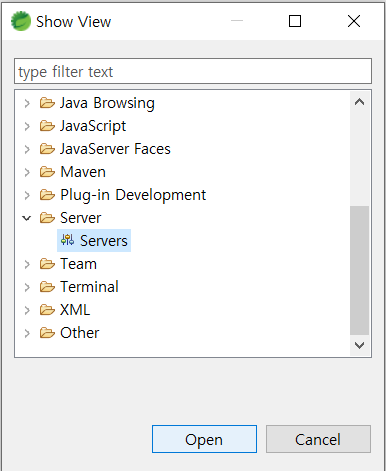 Show View
type filter text
Java Browsing
JavaScript
JavaServer Faces
Maven
Plug-in Development
Server
Servers
Team
Terminal
XML
Other
Open
Cancel